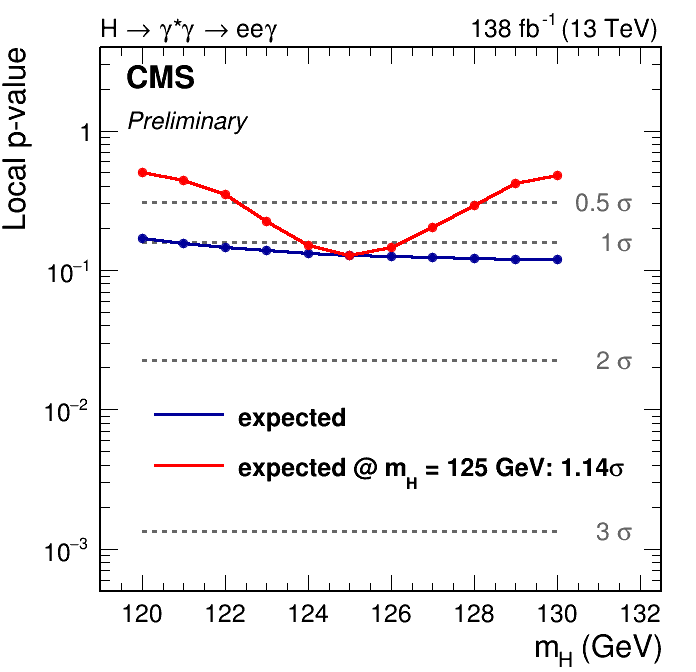 H → γ*γ → eeγ
138 fb⁻¹ (13 TeV)
CMS
Preliminary
Local p-value
1
10⁻¹
10⁻²
10⁻³
0.5 σ
1 σ
2 σ
3 σ
expected
expected @ m_H = 125 GeV: 1.14σ
120 122 124 126 128 130 132
m_H (GeV)